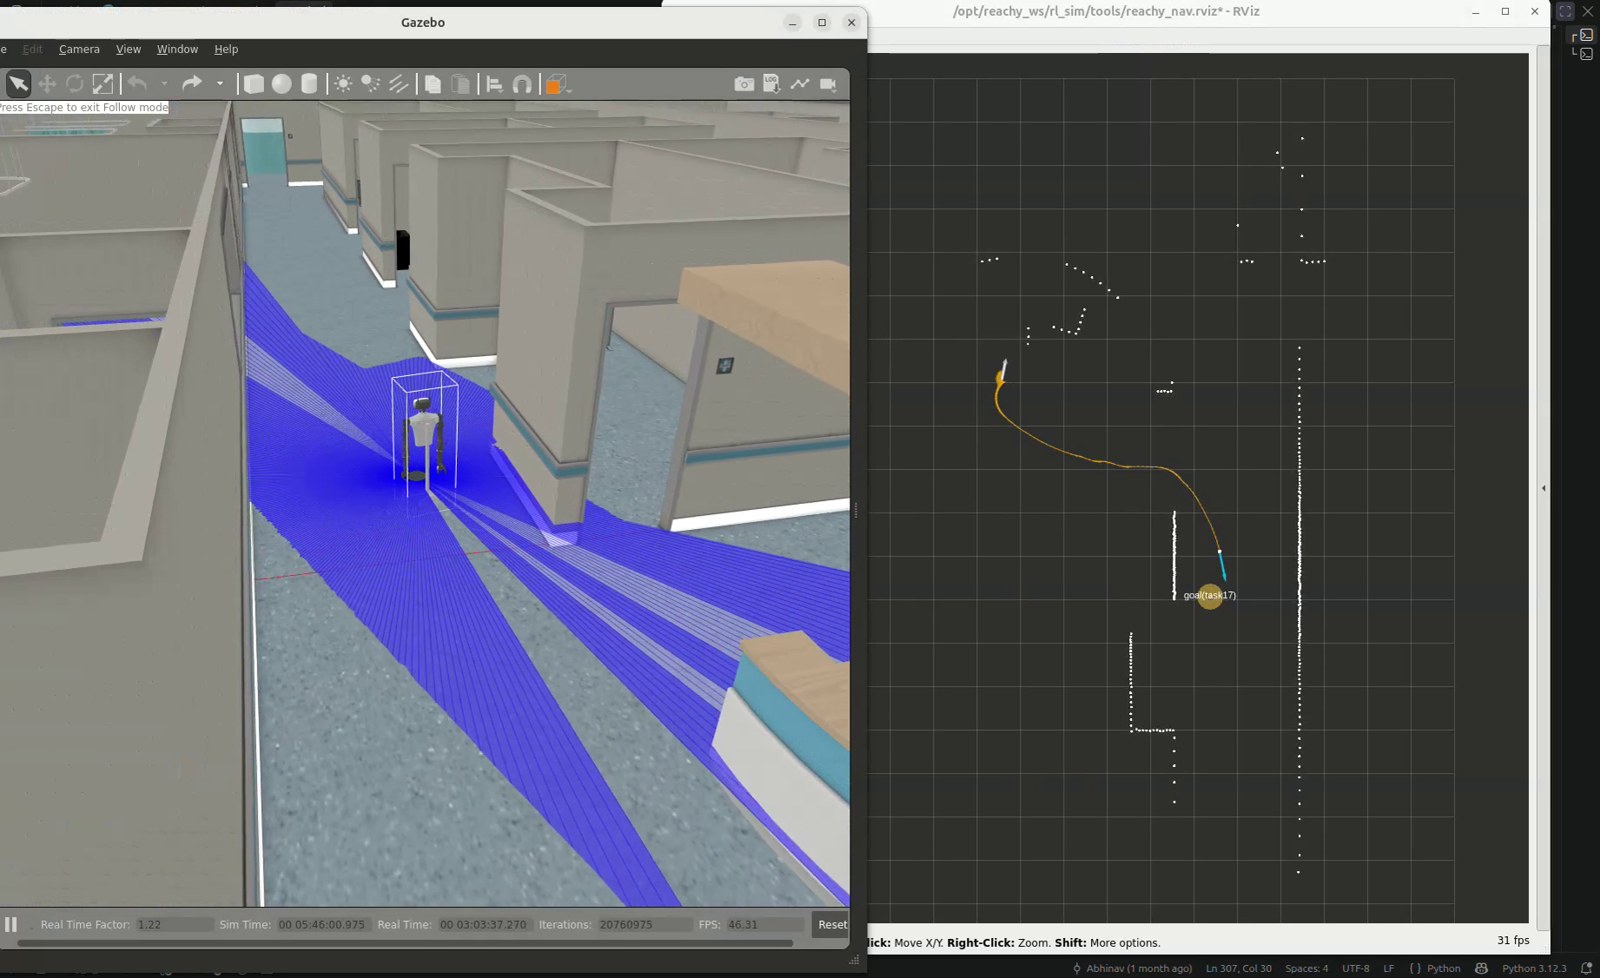 Gazebo
/opt/reachy_ws/rl_sim/tools/reachy_nav.rviz* - RViz
e Edit Camera View Window Help
LOG
Press Escape to exit Follow mode
goal(task17)
Real Time Factor: 1.22 Sim Time: 00 05:46:00.975 Real Time: 00 03:03:37.270 Iterations: 20760975 FPS: 46.31 Reset
lick: Move X/Y. Right-Click: Zoom. Shift: More options. 31 fps
Abhinav (1 month ago) Ln 307, Col 30 Spaces: 4 UTF-8 LF { } Python Python 3.12.3